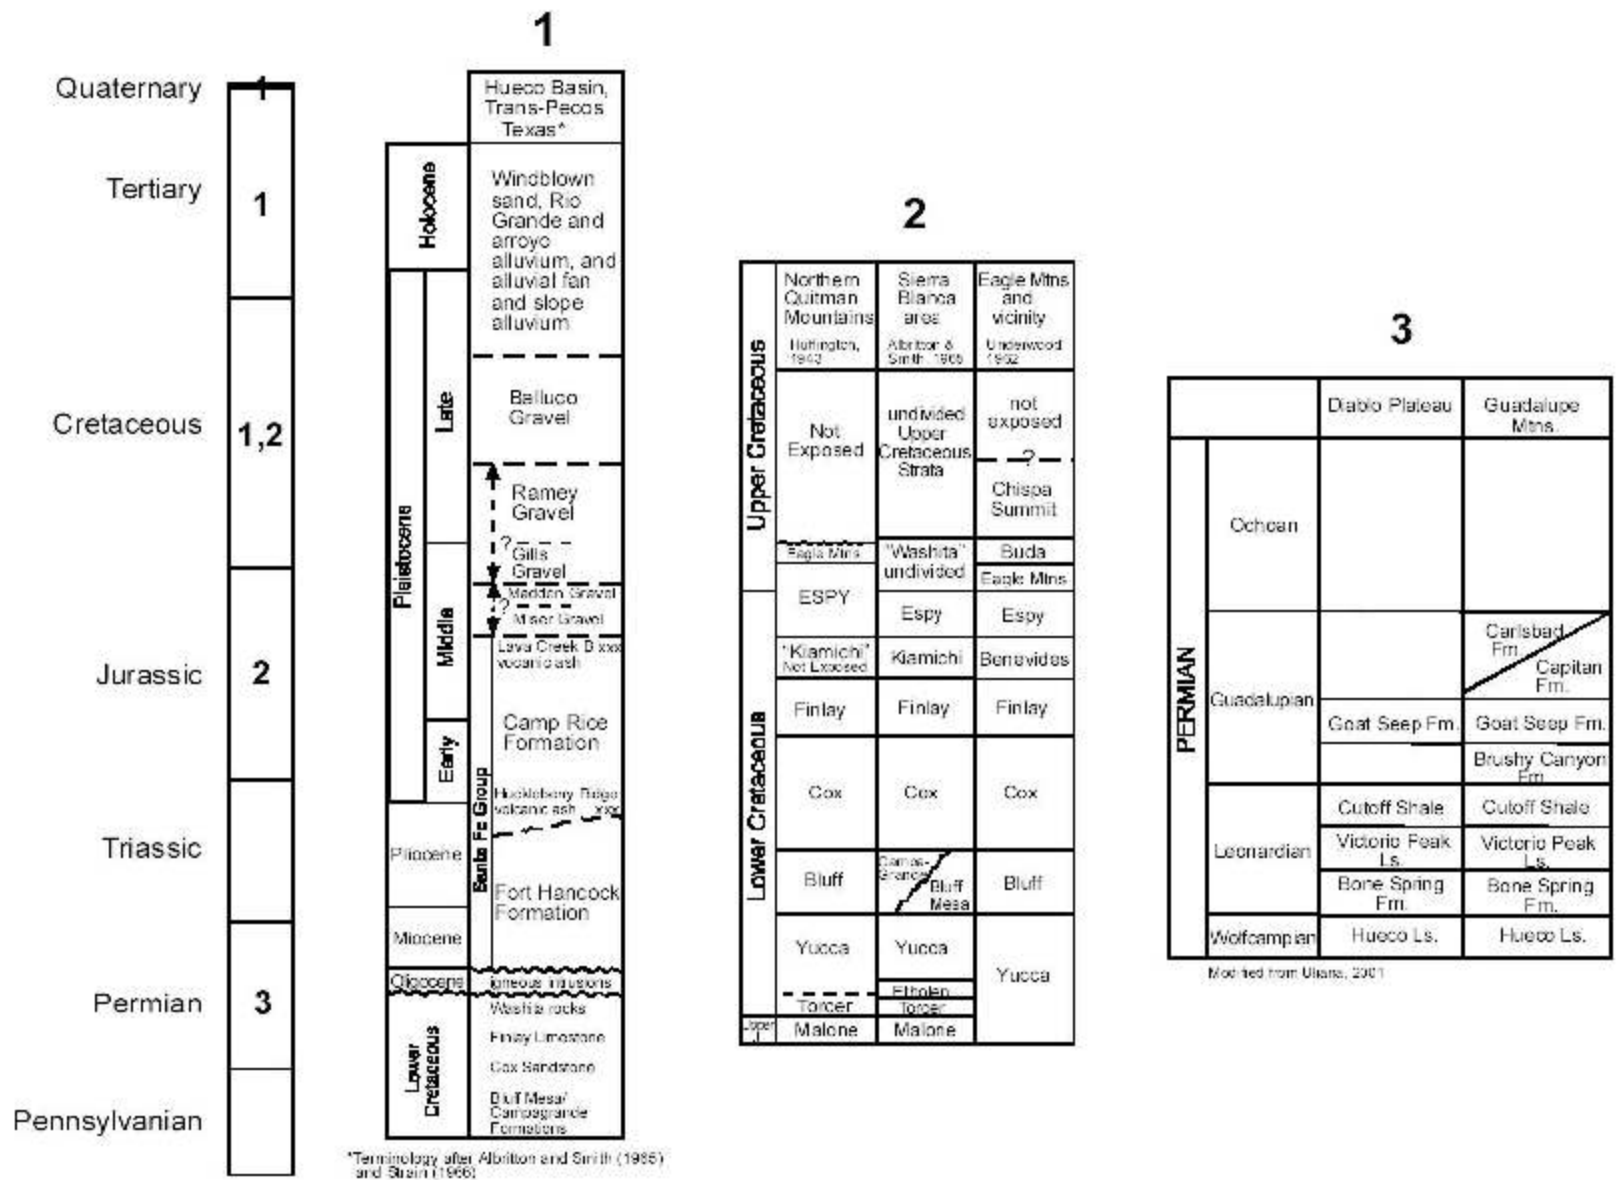 Quaternary
Tertiary
Cretaceous
Jurassic
Triassic
Permian
Pennsylvanian
1
1
1,2
2
3
1
Hueco Basin,
Trans-Pecos
Texas*
Holocene
Pleistocene
Late
Middle
Early
Pliocene
Miocene
Oligocene
Lower
Cretaceous
Santa Fe Group
Windblown
sand, Rio
Grande and
arroyo
alluvium, and
alluvial fan
and slope
alluvium
Balluco
Gravel
Ramey
Gravel
?
Gills
Gravel
Madden Gravel
?
Miser Gravel
Lava Creek B xxx
volcanic ash
Camp Rice
Formation
Huckleberry Ridge
volcanic ash xxx
Fort Hancock
Formation
igneous intrusions
Washita rocks
Finlay Limestone
Cox Sandstone
Bluff Mesa/
Campagrande
Formations
*Terminology after Albritton and Smith (1965)
and Strain (1966)
2
Upper Cretaceous
Lower Cretaceous
Upper
J
Northern
Quitman
Mountains
Huffington,
1943
Not
Exposed
Eagle Mtns
ESPY
"Kiamichi"
Not Exposed
Finlay
Cox
Bluff
Yucca
Torcer
Malone
Sierra
Blanca
area
Albritton &
Smith, 1965
undivided
Upper
Cretaceous
Strata
"Washita"
undivided
Espy
Kiamichi
Finlay
Cox
Campa-
Grande
Bluff
Mesa
Yucca
Etholen
Torcer
Malone
Eagle Mtns
and
vicinity
Underwood
1962
not
exposed
?
Chispa
Summit
Buda
Eagle Mtns
Espy
Benevides
Finlay
Cox
Bluff
Yucca
3
Diablo Plateau
Guadalupe
Mtns.
PERMIAN
Ochoan
Guadalupian
Leonardian
Wolfcampian
Goat Seep Fm.
Cutoff Shale
Victorio Peak
Ls.
Bone Spring
Fm.
Hueco Ls.
Carlsbad
Fm.
Capitan
Fm.
Goat Seep Fm.
Brushy Canyon
Fm
Cutoff Shale
Victorio Peak
Ls.
Bone Spring
Fm.
Hueco Ls.
Modified from Uliana, 2001